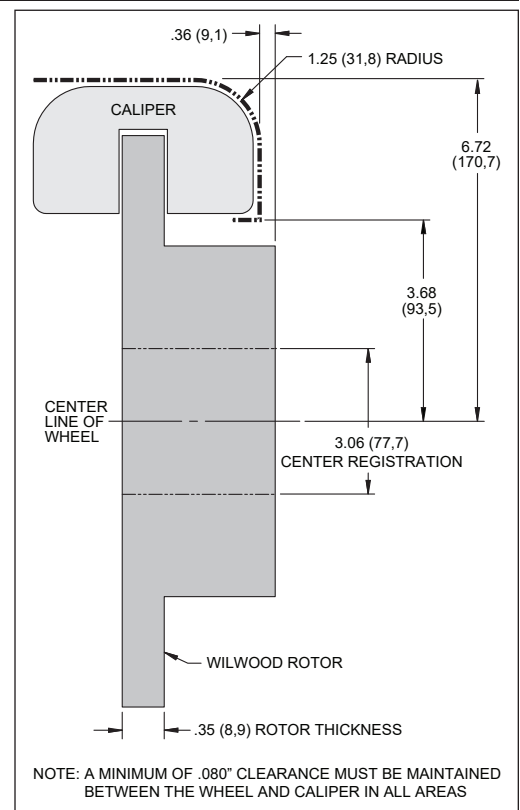 .36 (9,1)
1.25 (31,8) RADIUS
CALIPER
6.72
(170,7)
3.68
(93,5)
CENTER
LINE OF
WHEEL
3.06 (77,7)
CENTER REGISTRATION
WILWOOD ROTOR
.35 (8,9) ROTOR THICKNESS
NOTE: A MINIMUM OF .080" CLEARANCE MUST BE MAINTAINED
BETWEEN THE WHEEL AND CALIPER IN ALL AREAS